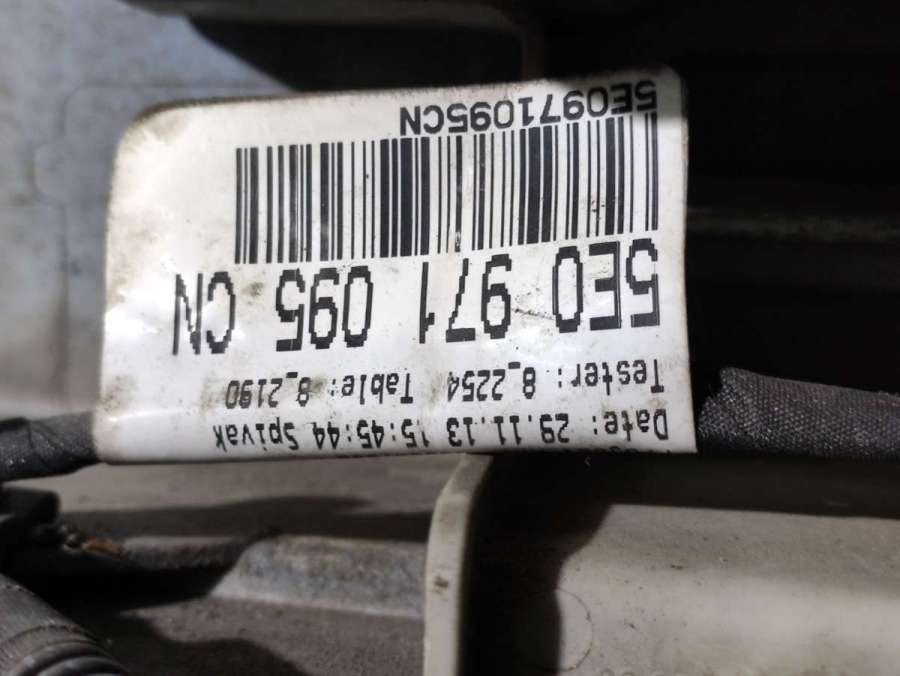 Date: 29.11.13 15:45:44 Spivak
Tester: 8_2254 Table: 8_2190
5E0 971 095 CN
5E0971095CN